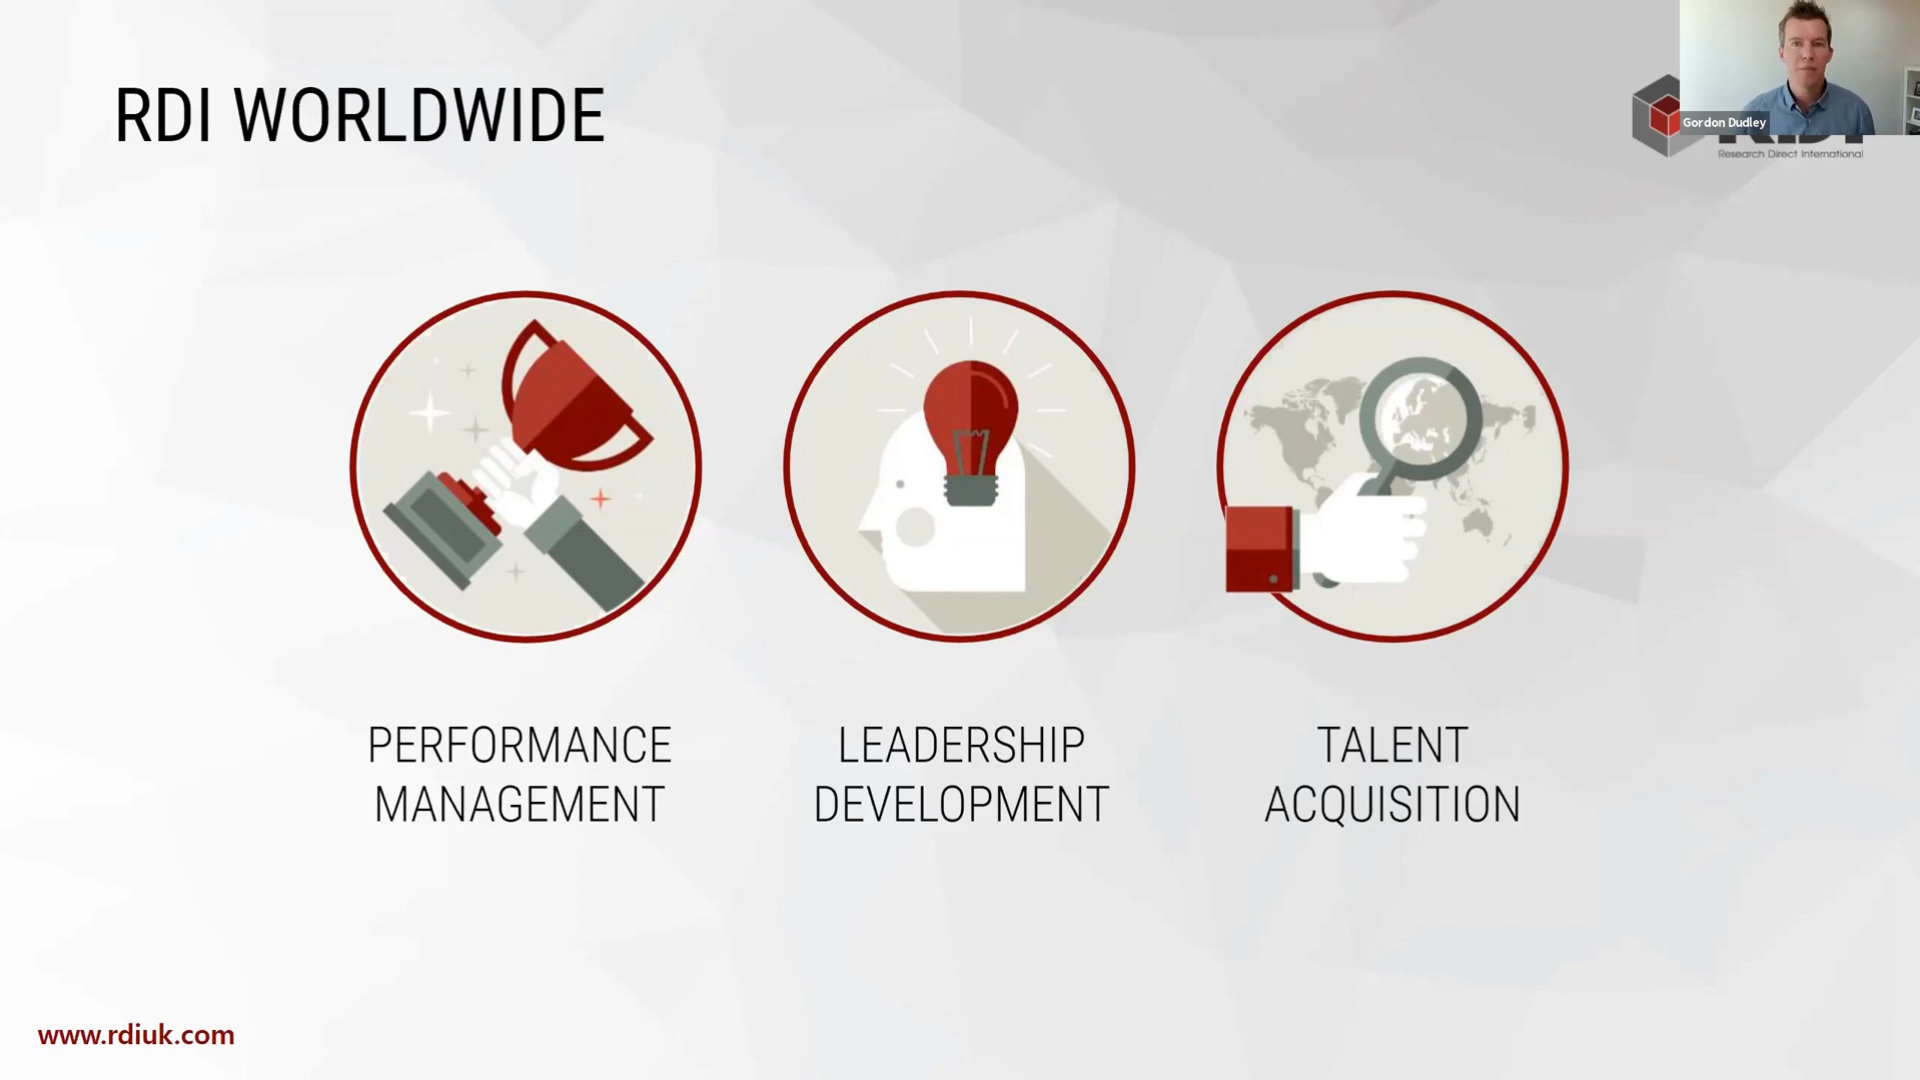 RDI WORLDWIDE
Gordon Dudley
Research Direct International
PERFORMANCE
MANAGEMENT
LEADERSHIP
DEVELOPMENT
TALENT
ACQUISITION
www.rdiuk.com